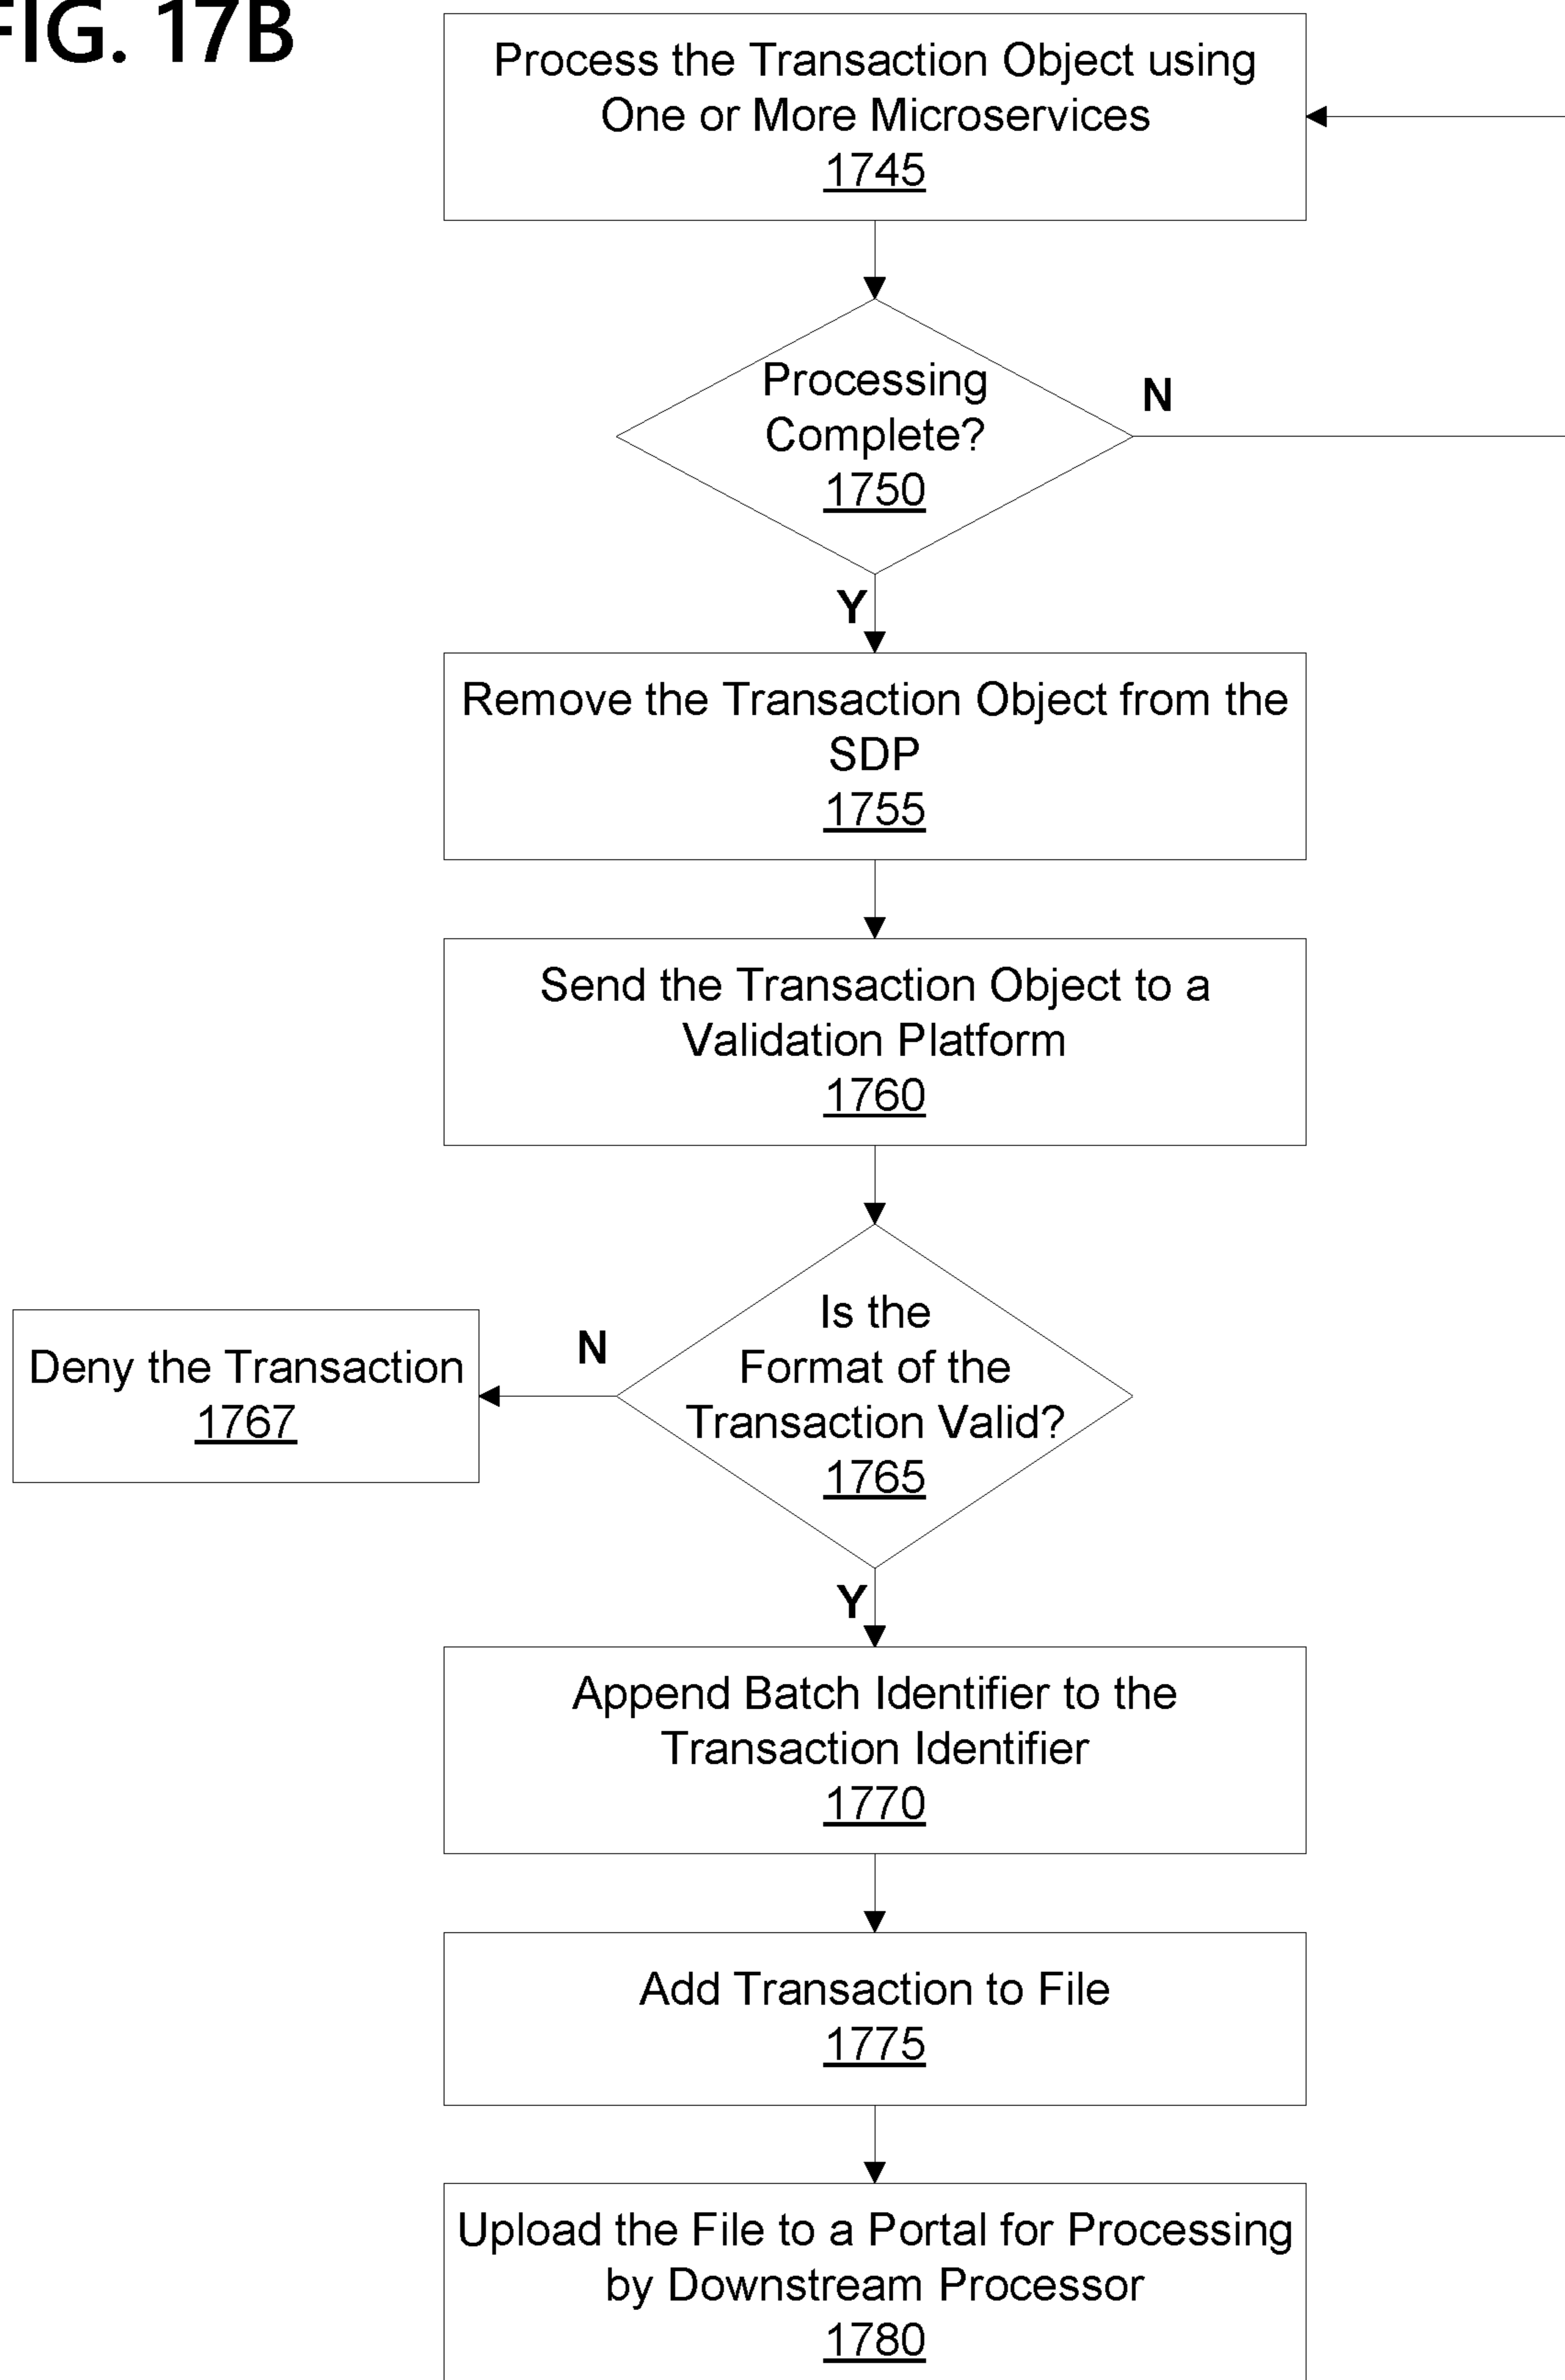 FIG. 17B
Process the Transaction Object using
One or More Microservices
1745
Processing
Complete?
1750
N
Y
Remove the Transaction Object from the
SDP
1755
Send the Transaction Object to a
Validation Platform
1760
Is the
Format of the
Transaction Valid?
1765
N
Deny the Transaction
1767
Y
Append Batch Identifier to the
Transaction Identifier
1770
Add Transaction to File
1775
Upload the File to a Portal for Processing
by Downstream Processor
1780